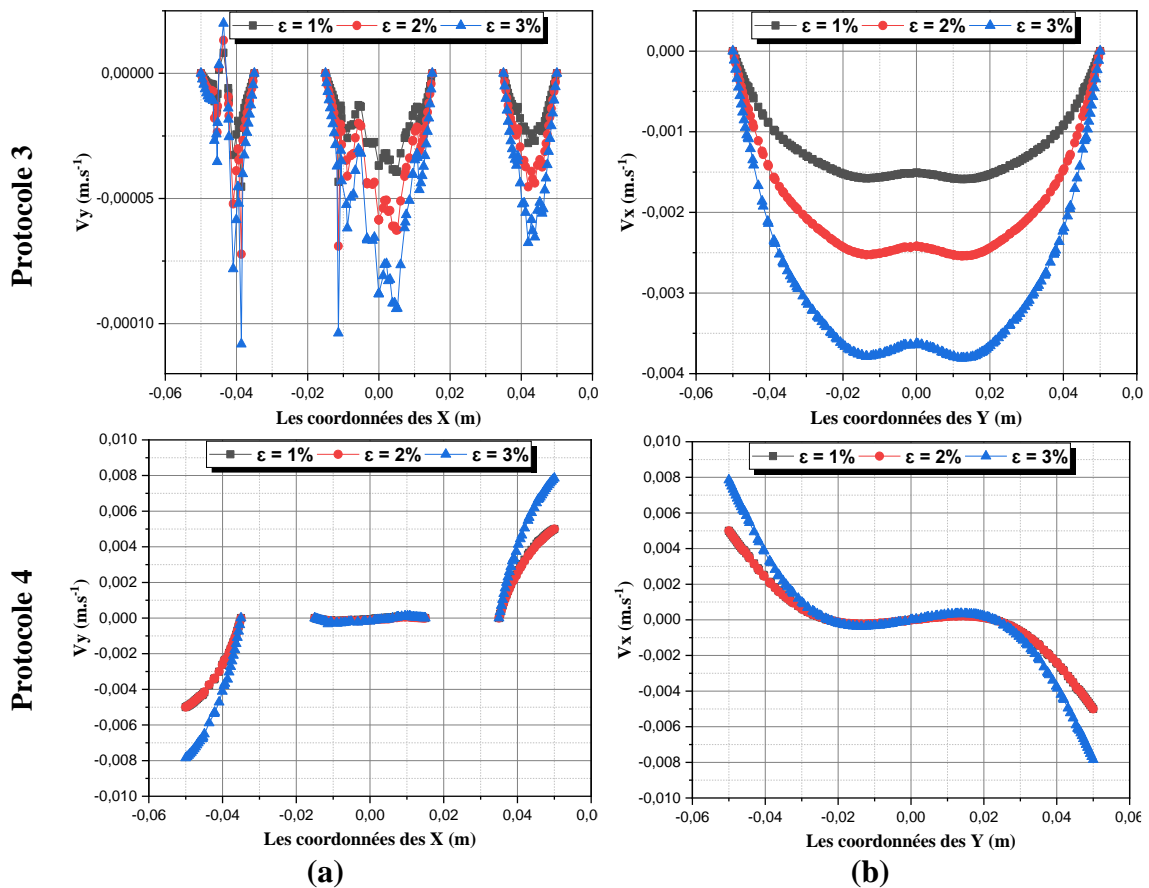 Protocole 3
ε = 1% ε = 2% ε = 3%
0,00000
-0,00005
-0,00010
Vy (m.s-1)
-0,06 -0,04 -0,02 0,00 0,02 0,04 0,0
Les coordonnées des X (m)
ε = 1% ε = 2% ε = 3%
0,000
-0,001
-0,002
-0,003
-0,004
Vx (m.s-1)
-0,06 -0,04 -0,02 0,00 0,02 0,04 0,0
Les coordonnées des Y (m)
Protocole 4
ε = 1% ε = 2% ε = 3%
0,010
0,008
0,006
0,004
0,002
0,000
-0,002
-0,004
-0,006
-0,008
-0,010
Vy (m.s-1)
-0,06 -0,04 -0,02 0,00 0,02 0,04 0,0
Les coordonnées des X (m)
(a)
ε = 1% ε = 2% ε = 3%
0,010
0,008
0,006
0,004
0,002
0,000
-0,002
-0,004
-0,006
-0,008
-0,010
Vx (m.s-1)
-0,06 -0,04 -0,02 0,00 0,02 0,04 0,06
Les coordonnées des Y (m)
(b)